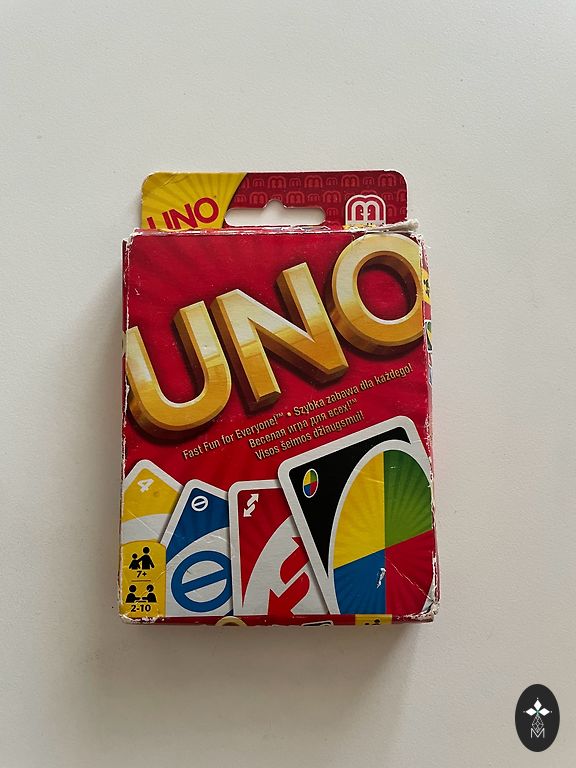 UNO
UNO
Fast Fun for Everyone!™ • Szybka zabawa dla każdego!
Веселая игра для всех!™
Visos šeimos džiaugsmui!
4
7+
2-10
M